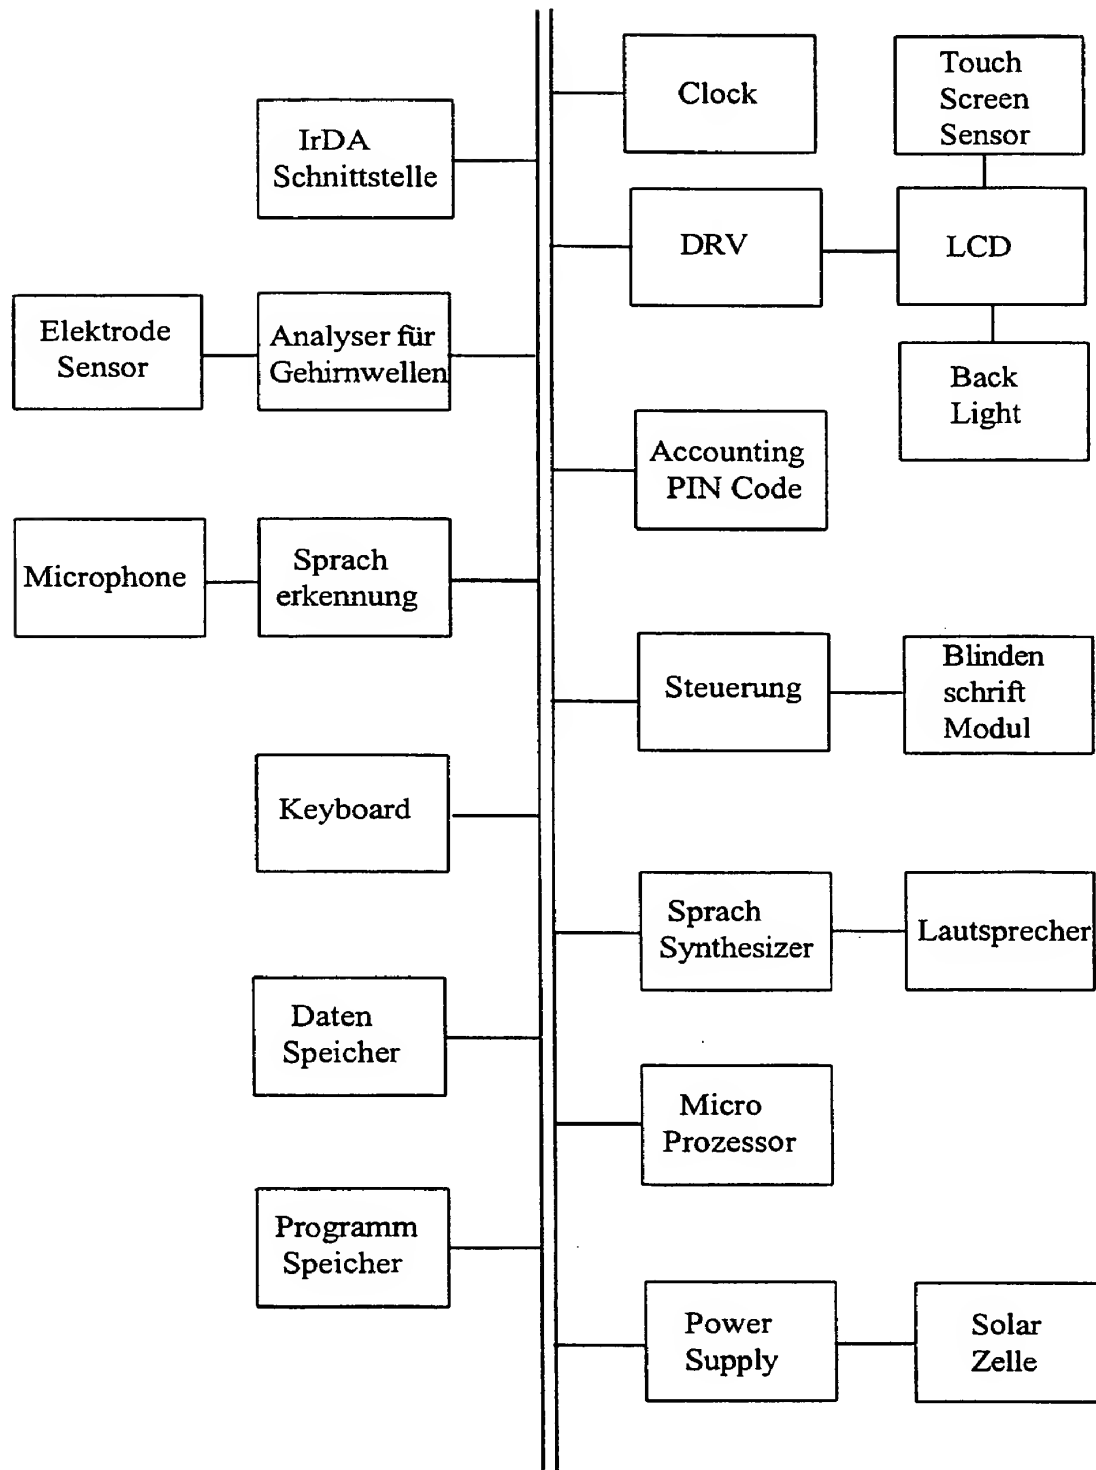 Clock
Touch
Screen
Sensor
IrDA
Schnittstelle
DRV
LCD
Elektrode
Sensor
Analyser für
Gehirnwellen
Back
Light
Accounting
PIN Code
Microphone
Sprach
erkennung
Steuerung
Blinden
schrift
Modul
Keyboard
Sprach
Synthesizer
Lautsprecher
Daten
Speicher
Micro
Prozessor
Programm
Speicher
Power
Supply
Solar
Zelle